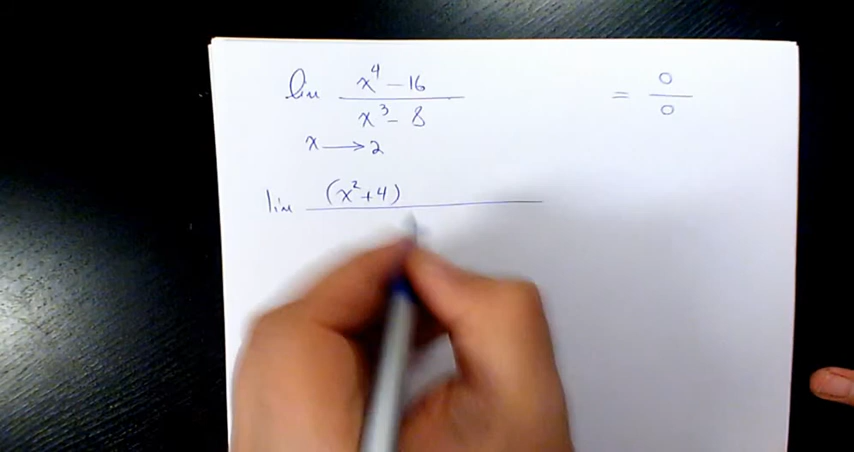 lim x⁴ - 16 / x³ - 8 = 0 / 0
x → 2
lim (x² + 4)